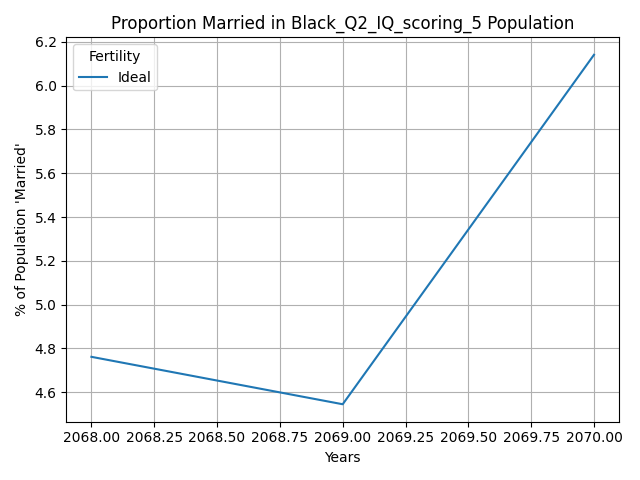 Proportion Married in Black_Q2_IQ_scoring_5 Population
Fertility
Ideal
% of Population 'Married'
6.2
6.0
5.8
5.6
5.4
5.2
5.0
4.8
4.6
2068.00 2068.25 2068.50 2068.75 2069.00 2069.25 2069.50 2069.75 2070.00
Years